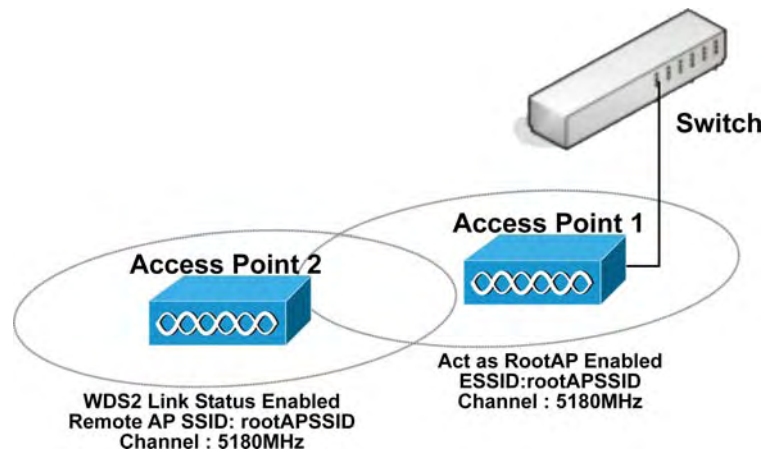 Switch
Access Point 1
Access Point 2
Act as RootAP Enabled
ESSID:rootAPSSID
Channel : 5180MHz
WDS2 Link Status Enabled
Remote AP SSID: rootAPSSID
Channel : 5180MHz